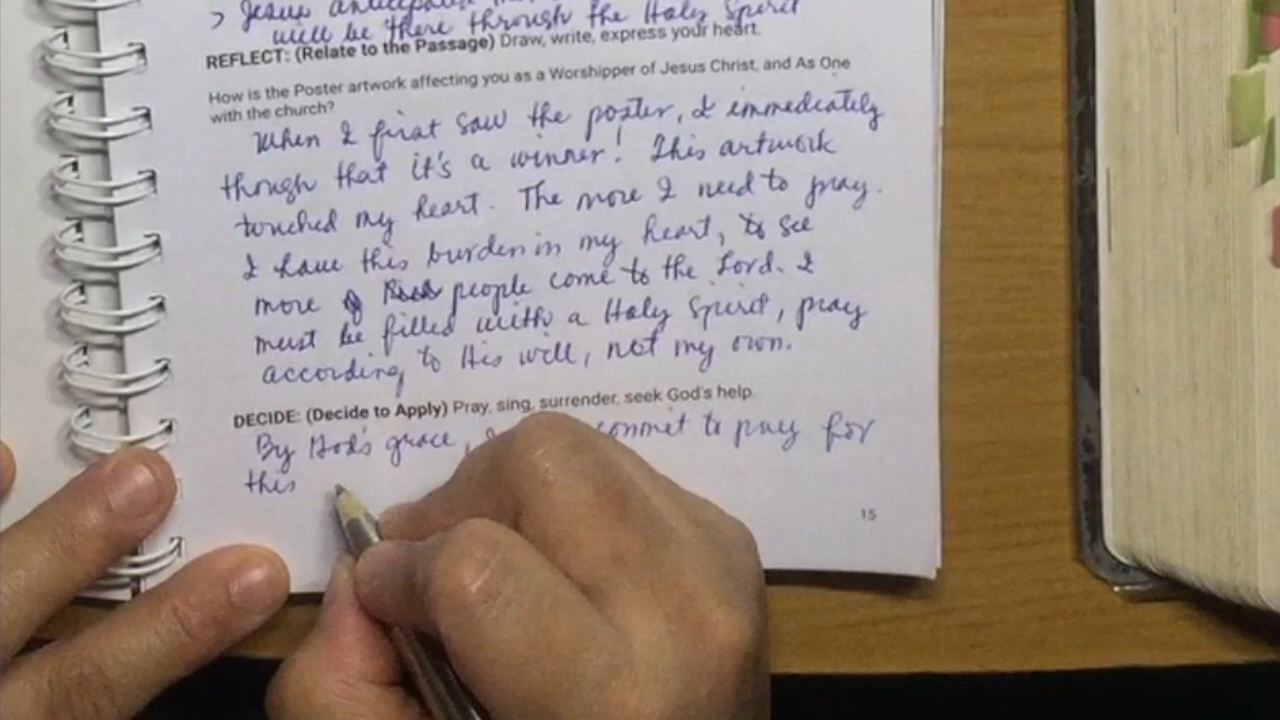 > Jesus
will be there through the Holy Spirit
REFLECT: (Relate to the Passage) Draw, write, express your heart.
How is the Poster artwork affecting you as a Worshipper of Jesus Christ, and As One
with the church?
When I first saw the poster, I immediately
though that it's a winner! This artwork
touched my heart. The more I need to pray.
I have this burden in my heart, to see
more people come to the Lord. I
must be filled with a Holy Spirit, pray
according to His will, not my own.
DECIDE: (Decide to Apply) Pray, sing, surrender, seek God's help.
By God's grace, commit to pray for
this
15